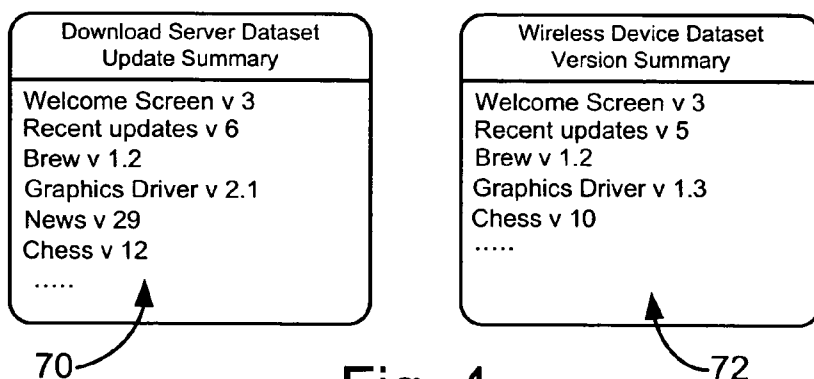 Download Server Dataset
Update Summary
Welcome Screen v 3
Recent updates v 6
Brew v 1.2
Graphics Driver v 2.1
News v 29
Chess v 12
.....
70
Wireless Device Dataset
Version Summary
Welcome Screen v 3
Recent updates v 5
Brew v 1.2
Graphics Driver v 1.3
Chess v 10
.....
72